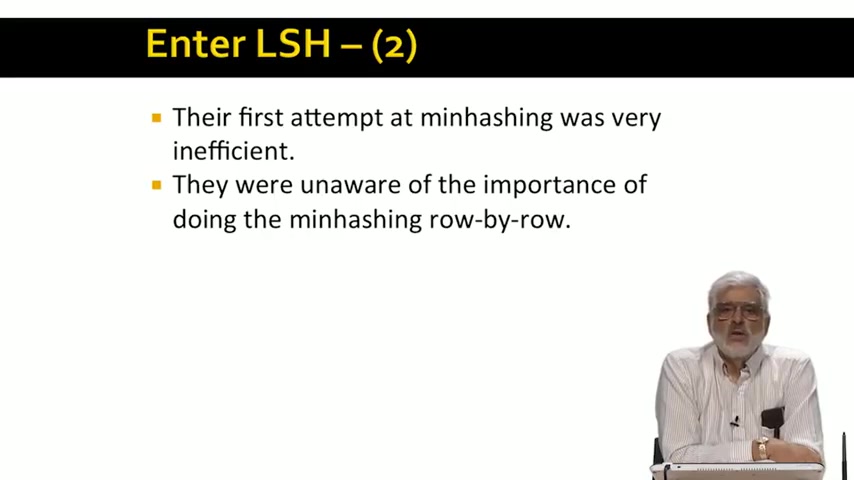 Enter LSH – (2)
Their first attempt at minhashing was very
inefficient.
They were unaware of the importance of
doing the minhashing row-by-row.